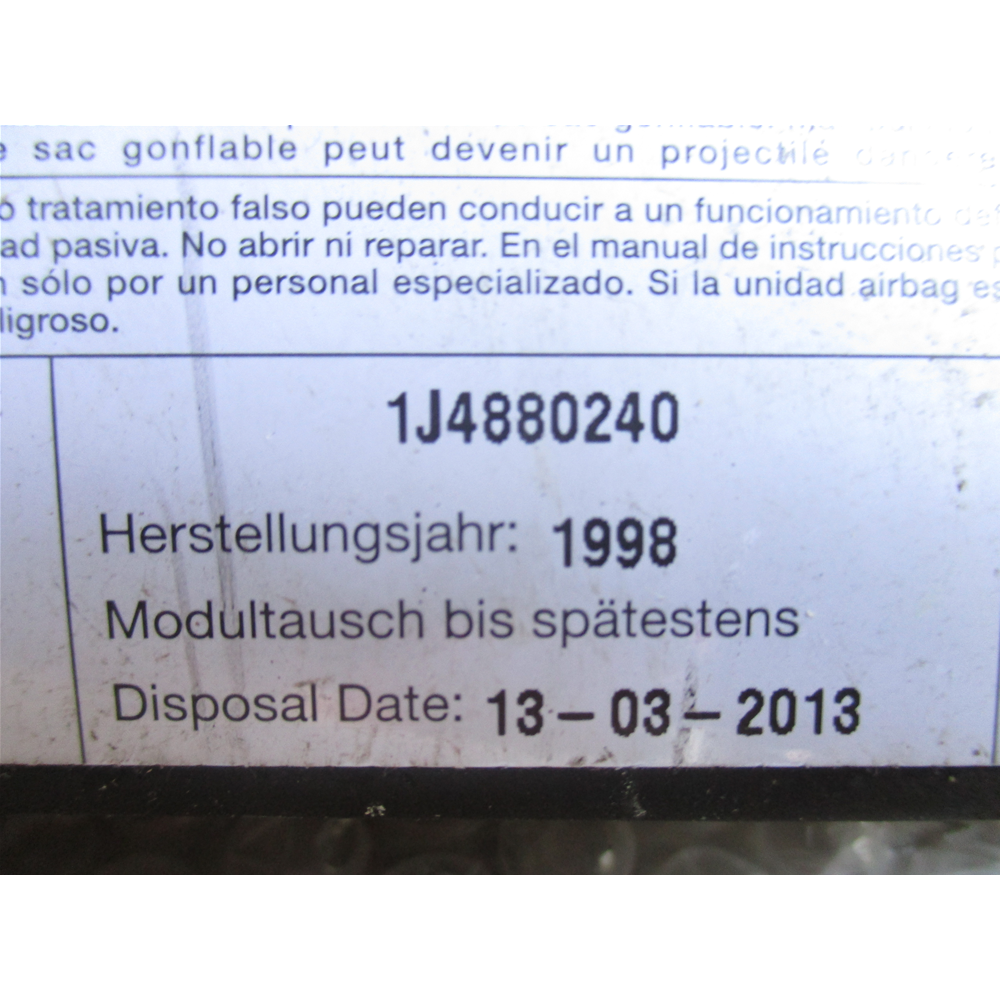 sac gonflable peut devenir un projectile
ó tratamiento falso pueden conducir a un funcionamiento
ad pasiva. No abrir ni reparar. En el manual de instrucciones
n sólo por un personal especializado. Si la unidad airbag es
ligroso.
1J4880240
Herstellungsjahr: 1998
Modultausch bis spätestens
Disposal Date: 13-03-2013